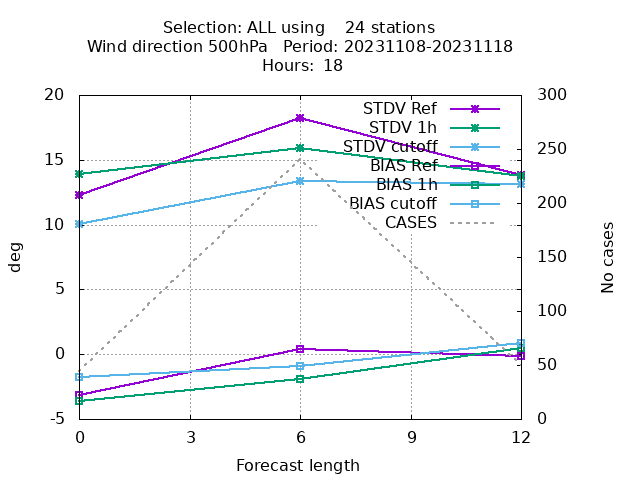 Selection: ALL using    24 stations
Wind direction 500hPa   Period: 20231108-20231118
Hours: 18
20
15
10
5
0
-5
deg
300
250
200
150
100
50
0
No cases
STDV Ref
STDV 1h
STDV cutoff
BIAS Ref
BIAS 1h
BIAS cutoff
CASES
0
3
6
9
12
Forecast length